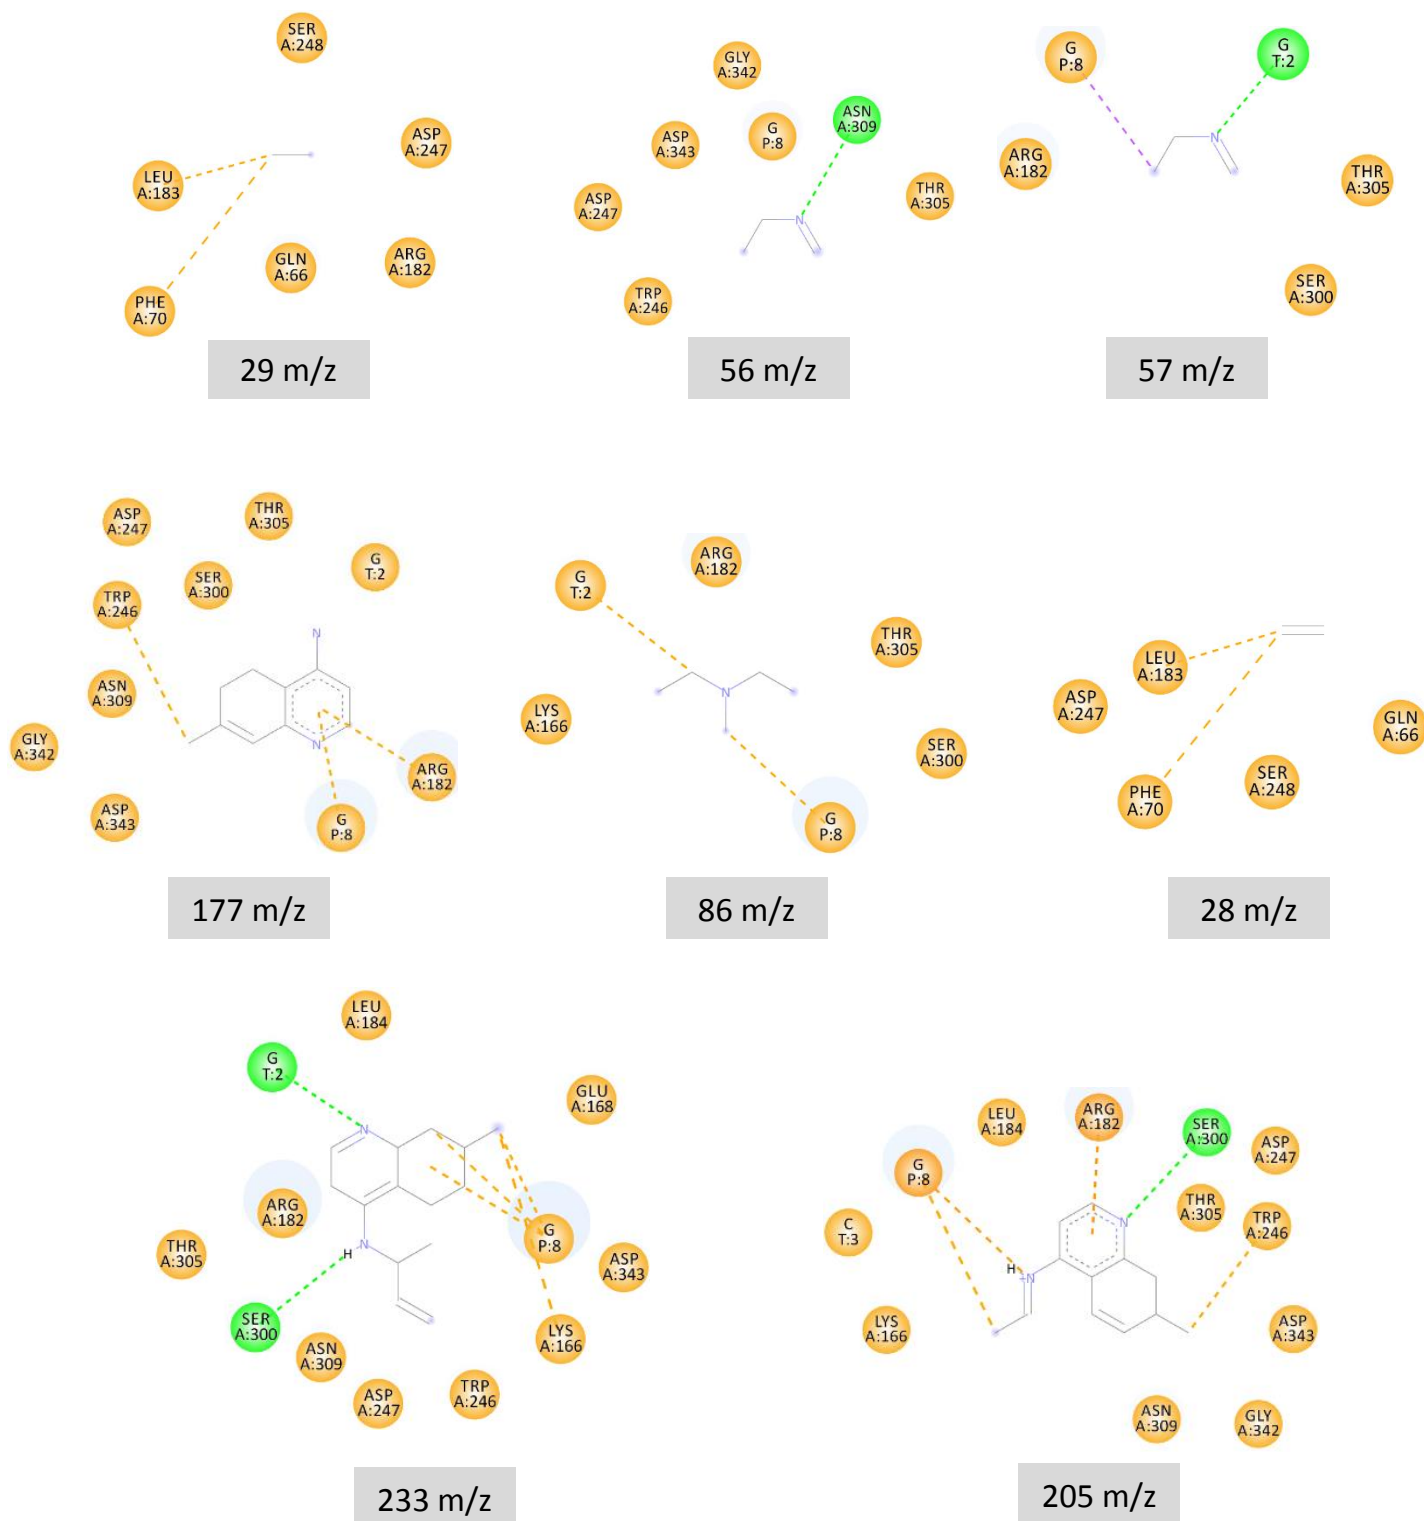 SER
A:248
ASP
A:247
LEU
A:183
GLN
A:66
ARG
A:182
PHE
A:70
29 m/z
GLY
A:342
G
P:8
ASN
A:309
ASP
A:343
THR
A:305
ASP
A:247
N
TRP
A:246
56 m/z
G
P:8
G
T:2
N
ARG
A:182
THR
A:305
SER
A:300
57 m/z
ASP
A:247
THR
A:305
G
T:2
SER
A:300
TRP
A:246
N
ASN
A:309
GLY
A:342
N
ARG
A:182
ASP
A:343
G
P:8
177 m/z
ARG
A:182
G
T:2
THR
A:305
N
LYS
A:166
SER
A:300
G
P:8
86 m/z
LEU
A:183
ASP
A:247
GLN
A:66
PHE
A:70
SER
A:248
28 m/z
LEU
A:184
G
T:2
GLU
A:168
N
ARG
A:182
THR
A:305
N
H
G
P:8
ASP
A:343
SER
A:300
ASN
A:309
LYS
A:166
ASP
A:247
TRP
A:246
233 m/z
LEU
A:184
ARG
A:182
SER
A:300
ASP
A:247
G
P:8
THR
A:305
TRP
A:246
C
T:3
N
H
N
LYS
A:166
ASP
A:343
ASN
A:309
GLY
A:342
205 m/z